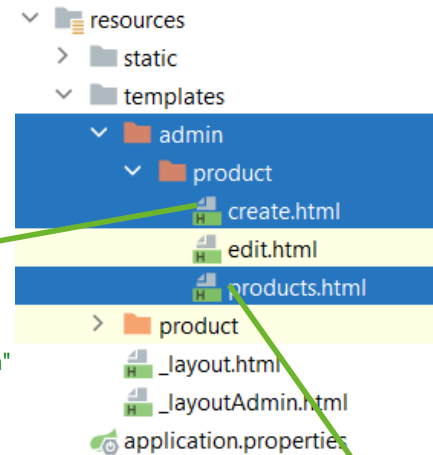 resources
static
templates
admin
product
create.html
edit.html
products.html
product
"
_layout.html
_layoutAdmin.html
application.properties